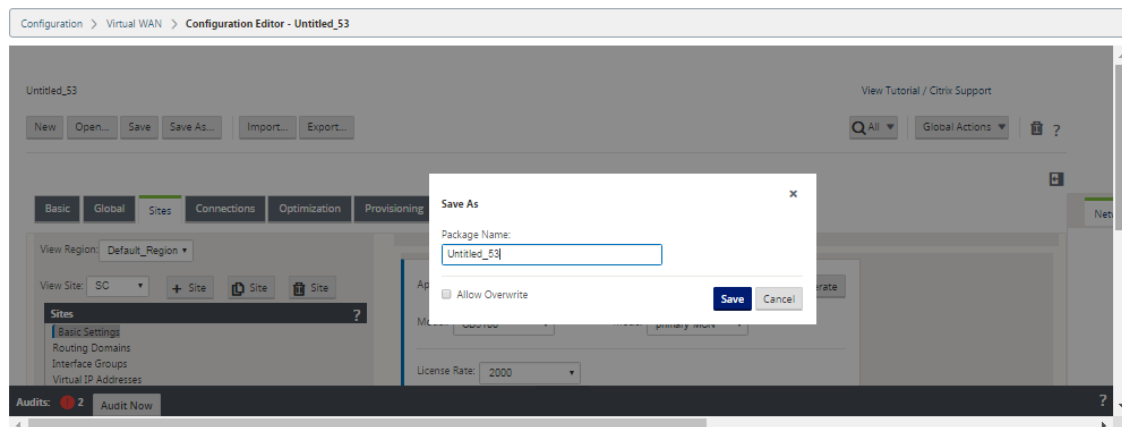 Configuration > Virtual WAN > Configuration Editor - Untitled_53
Untitled_53
View Tutorial / Citrix Support
New Open... Save Save As... Import... Export...
All Global Actions ?
Basic Global Sites Connections Optimization Provisioning
View Region: Default_Region
View Site: SC + Site Site Site
Sites ?
Basic Settings
Routing Domains
Interface Groups
Virtual IP Addresses
Save As
Package Name:
Untitled_53
Allow Overwrite
Save Cancel
License Rate: 2000
Audits: 2 Audit Now ?